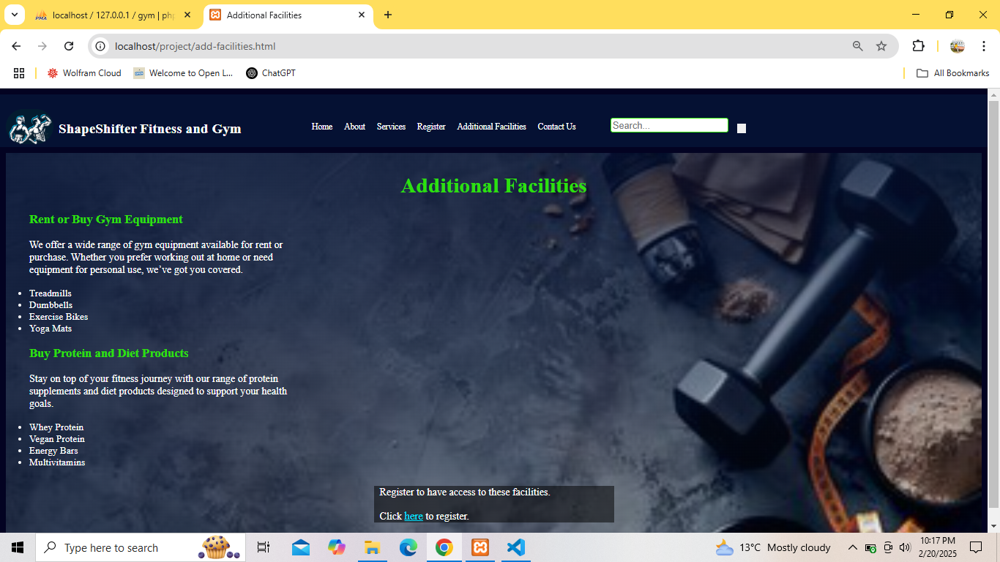 localhost / 127.0.0.1 / gym | php
Additional Facilities
localhost/project/add-facilities.html
Wolfram Cloud
Welcome to Open L...
ChatGPT
All Bookmarks
ShapeShifter Fitness and Gym
Home
About
Services
Register
Additional Facilities
Contact Us
Search...
Additional Facilities
Rent or Buy Gym Equipment
We offer a wide range of gym equipment available for rent or
purchase. Whether you prefer working out at home or need
equipment for personal use, we’ve got you covered.
• Treadmills
• Dumbbells
• Exercise Bikes
• Yoga Mats
Buy Protein and Diet Products
Stay on top of your fitness journey with our range of protein
supplements and diet products designed to support your health
goals.
• Whey Protein
• Vegan Protein
• Energy Bars
• Multivitamins
Register to have access to these facilities.
Click here to register.
Type here to search
13°C Mostly cloudy
10:17 PM
2/20/2025